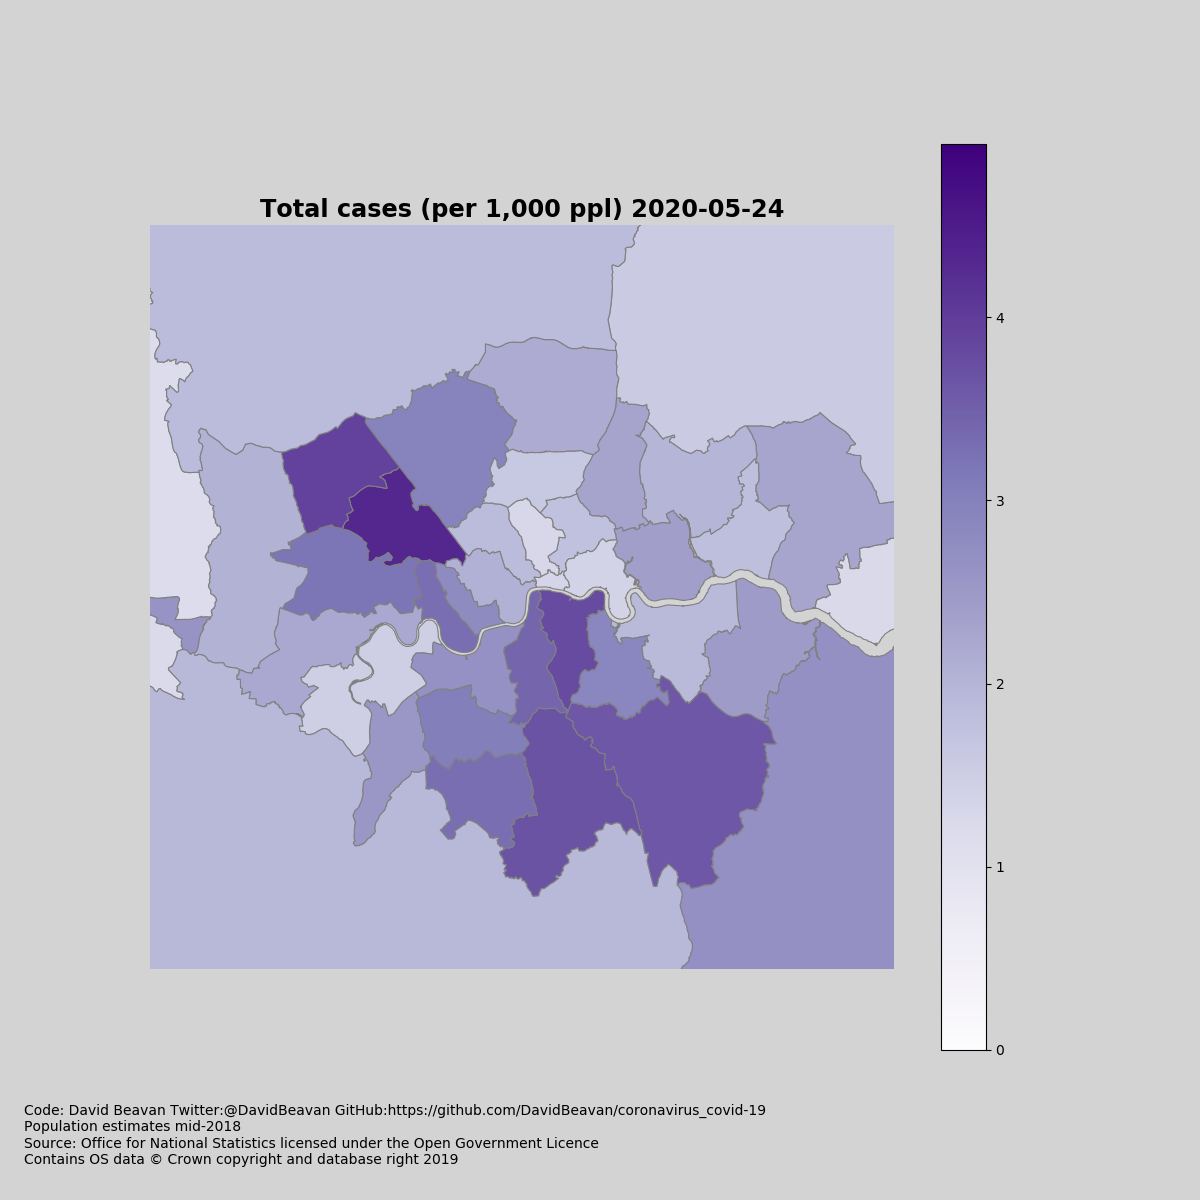 Total cases (per 1,000 ppl) 2020-05-24
4
3
2
1
0
Code: David Beavan Twitter:@DavidBeavan GitHub:https://github.com/DavidBeavan/coronavirus_covid-19
Population estimates mid-2018
Source: Office for National Statistics licensed under the Open Government Licence
Contains OS data © Crown copyright and database right 2019